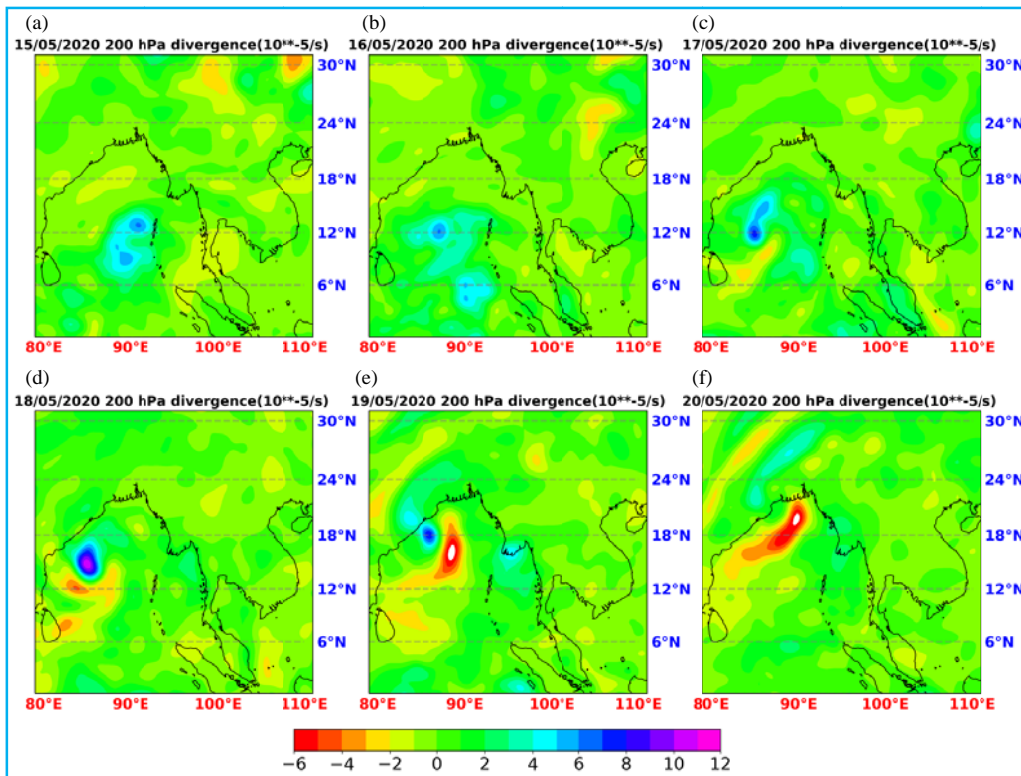 (a) (b) (c)
15/05/2020 200 hPa divergence(10**-5/s) 16/05/2020 200 hPa divergence(10**-5/s) 17/05/2020 200 hPa divergence(10**-5/s)
30°N 30°N 30°N
24°N 24°N 24°N
18°N 18°N 18°N
12°N 12°N 12°N
6°N 6°N 6°N
80°E 90°E 100°E 110°E 80°E 90°E 100°E 110°E 80°E 90°E 100°E 110°E
(d) (e) (f)
18/05/2020 200 hPa divergence(10**-5/s) 19/05/2020 200 hPa divergence(10**-5/s) 20/05/2020 200 hPa divergence(10**-5/s)
30°N 30°N 30°N
24°N 24°N 24°N
18°N 18°N 18°N
12°N 12°N 12°N
6°N 6°N 6°N
80°E 90°E 100°E 110°E 80°E 90°E 100°E 110°E 80°E 90°E 100°E 110°E
−6 −4 −2 0 2 4 6 8 10 12